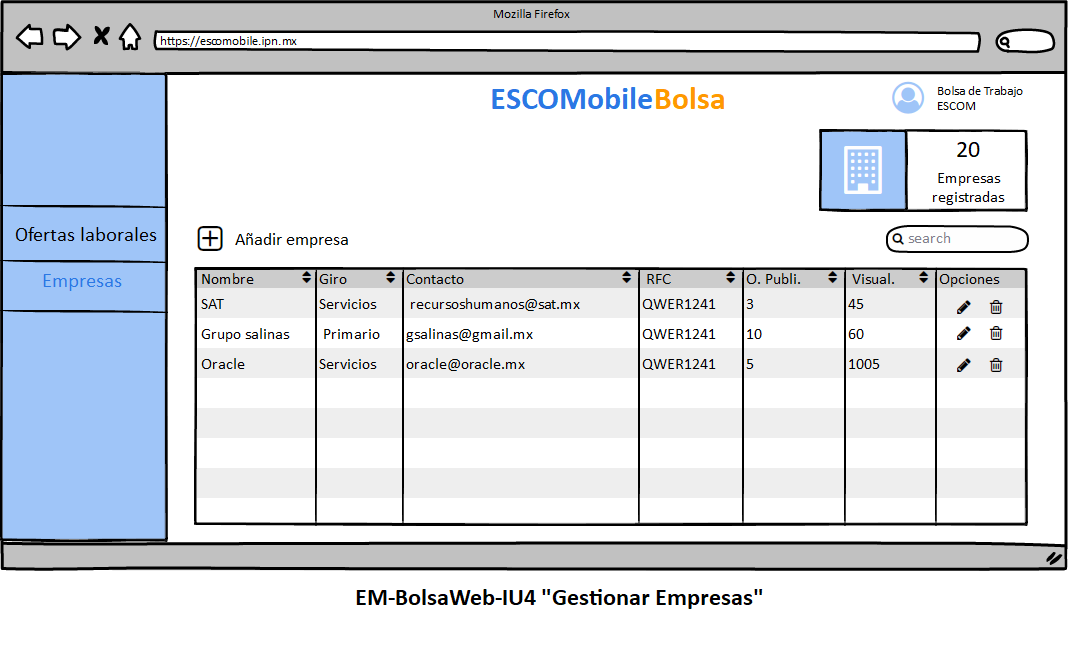 Mozilla Firefox
https://escomobile.ipn.mx
ESCOMobileBolsa
Bolsa de Trabajo
ESCOM
20
Empresas
registradas
Ofertas laborales
Empresas
Añadir empresa
search
Nombre Giro Contacto RFC O. Publi. Visual. Opciones
SAT Servicios recursoshumanos@sat.mx QWER1241 3 45
Grupo salinas Primario gsalinas@gmail.mx QWER1241 10 60
Oracle Servicios oracle@oracle.mx QWER1241 5 1005
EM-BolsaWeb-IU4 "Gestionar Empresas"